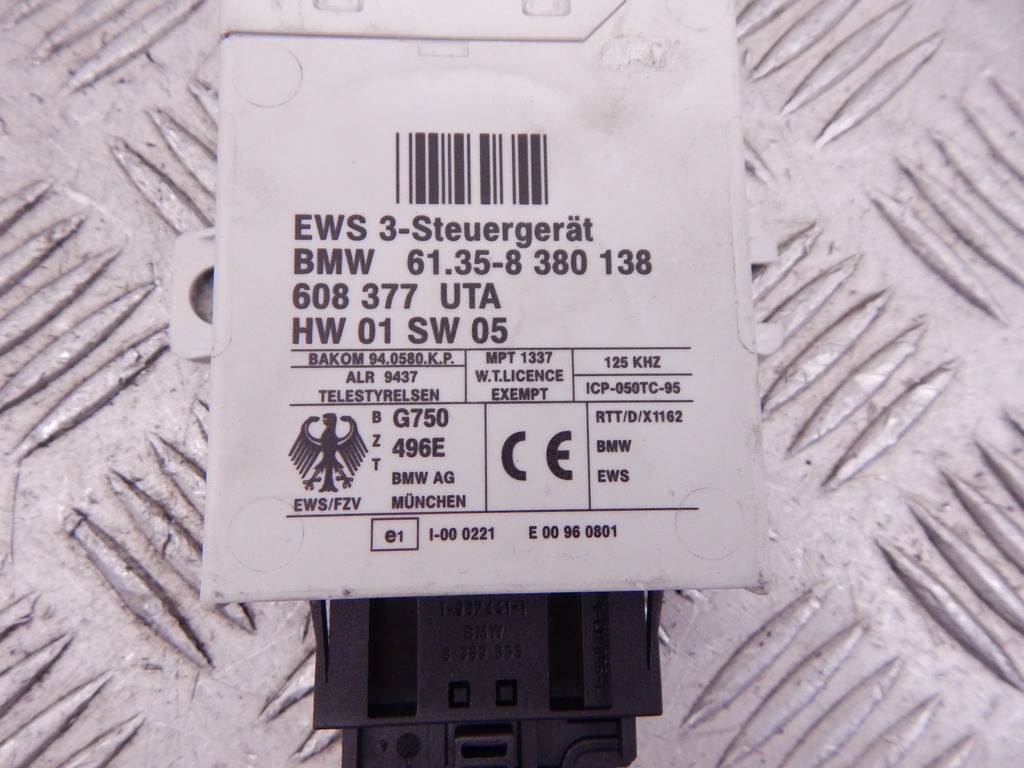 EWS 3-Steuergerät
BMW 61.35-8 380 138
608 377 UTA
HW 01 SW 05
BAKOM 94.0580.K.P.
ALR 9437
TELESTYRELSEN
MPT 1337
W.T.LICENCE
EXEMPT
125 KHZ
ICP-050TC-95
EWS/FZV
BZT
G750
496E
BMW AG
MÜNCHEN
CE
RTT/D/X1162
BMW
EWS
e1 I-00 0221 E 00 96 0801
BMW